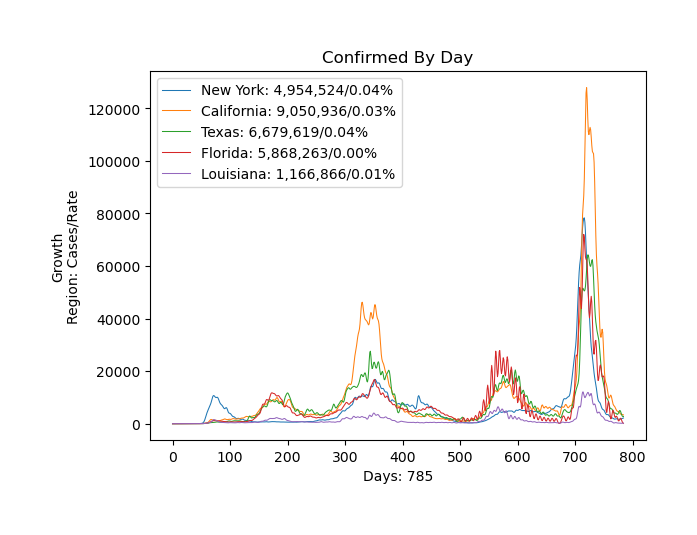 Confirmed By Day
New York: 4,954,524/0.04%
California: 9,050,936/0.03%
Texas: 6,679,619/0.04%
Florida: 5,868,263/0.00%
Louisiana: 1,166,866/0.01%
Growth
Region: Cases/Rate
120000
100000
80000
60000
40000
20000
0
0 100 200 300 400 500 600 700 800
Days: 785